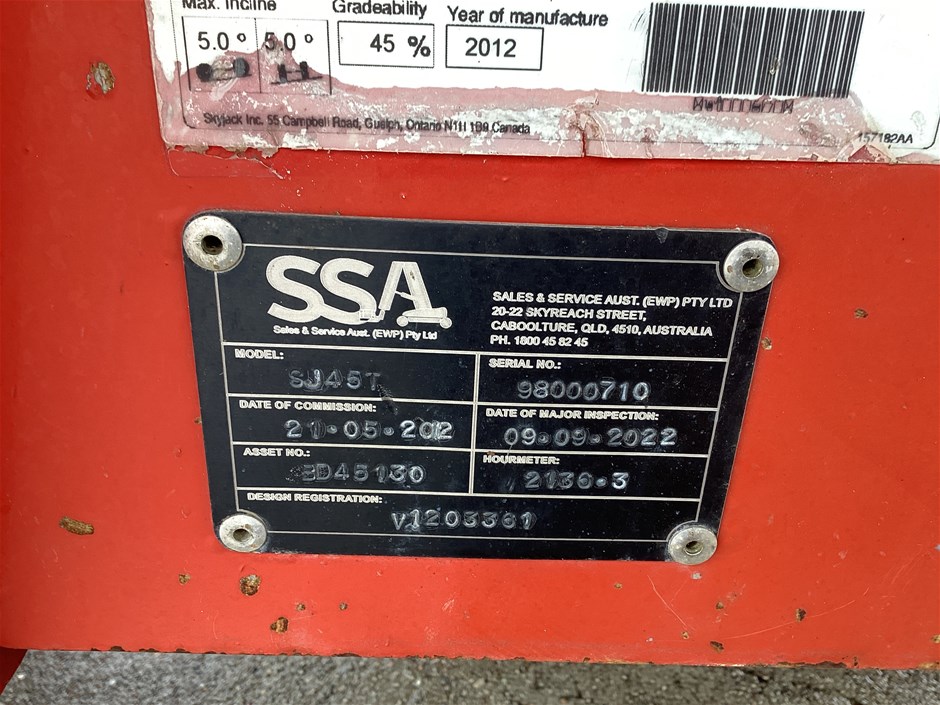 Max. Incline
Gradeability
Year of manufacture
5.0 °
5.0 °
45 %
2012
Skyjack Inc. 55 Campbell Road, Guelph, Ontario N1H 1B9 Canada
157182AA
SSA
Sales & Service Aust. (EWP) Pty Ltd
SALES & SERVICE AUST. (EWP) PTY LTD
20-22 SKYREACH STREET,
CABOOLTURE, QLD, 4510, AUSTRALIA
PH. 1800 45 82 45
MODEL:
SJ45T
SERIAL NO.:
98000710
DATE OF COMMISSION:
21-05-2012
DATE OF MAJOR INSPECTION:
09-09-2022
ASSET NO.:
ED45130
HOURMETER:
2136.3
DESIGN REGISTRATION:
V1203361